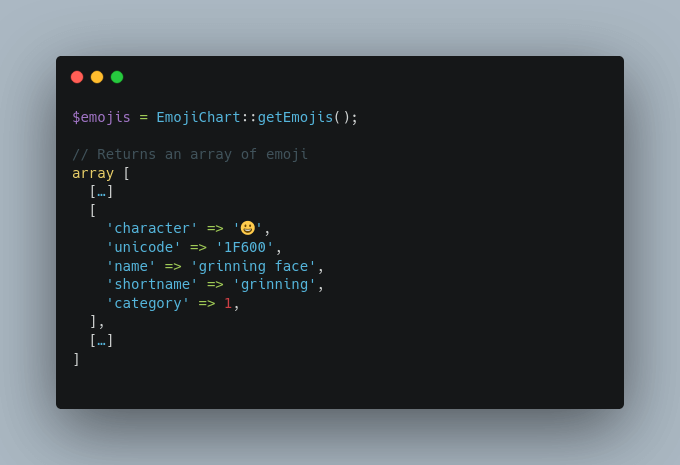 $emojis = EmojiChart::getEmojis();
// Returns an array of emoji
array [
[…]
[
'character' => '😀',
'unicode' => '1F600',
'name' => 'grinning face',
'shortname' => 'grinning',
'category' => 1,
],
[…]
]